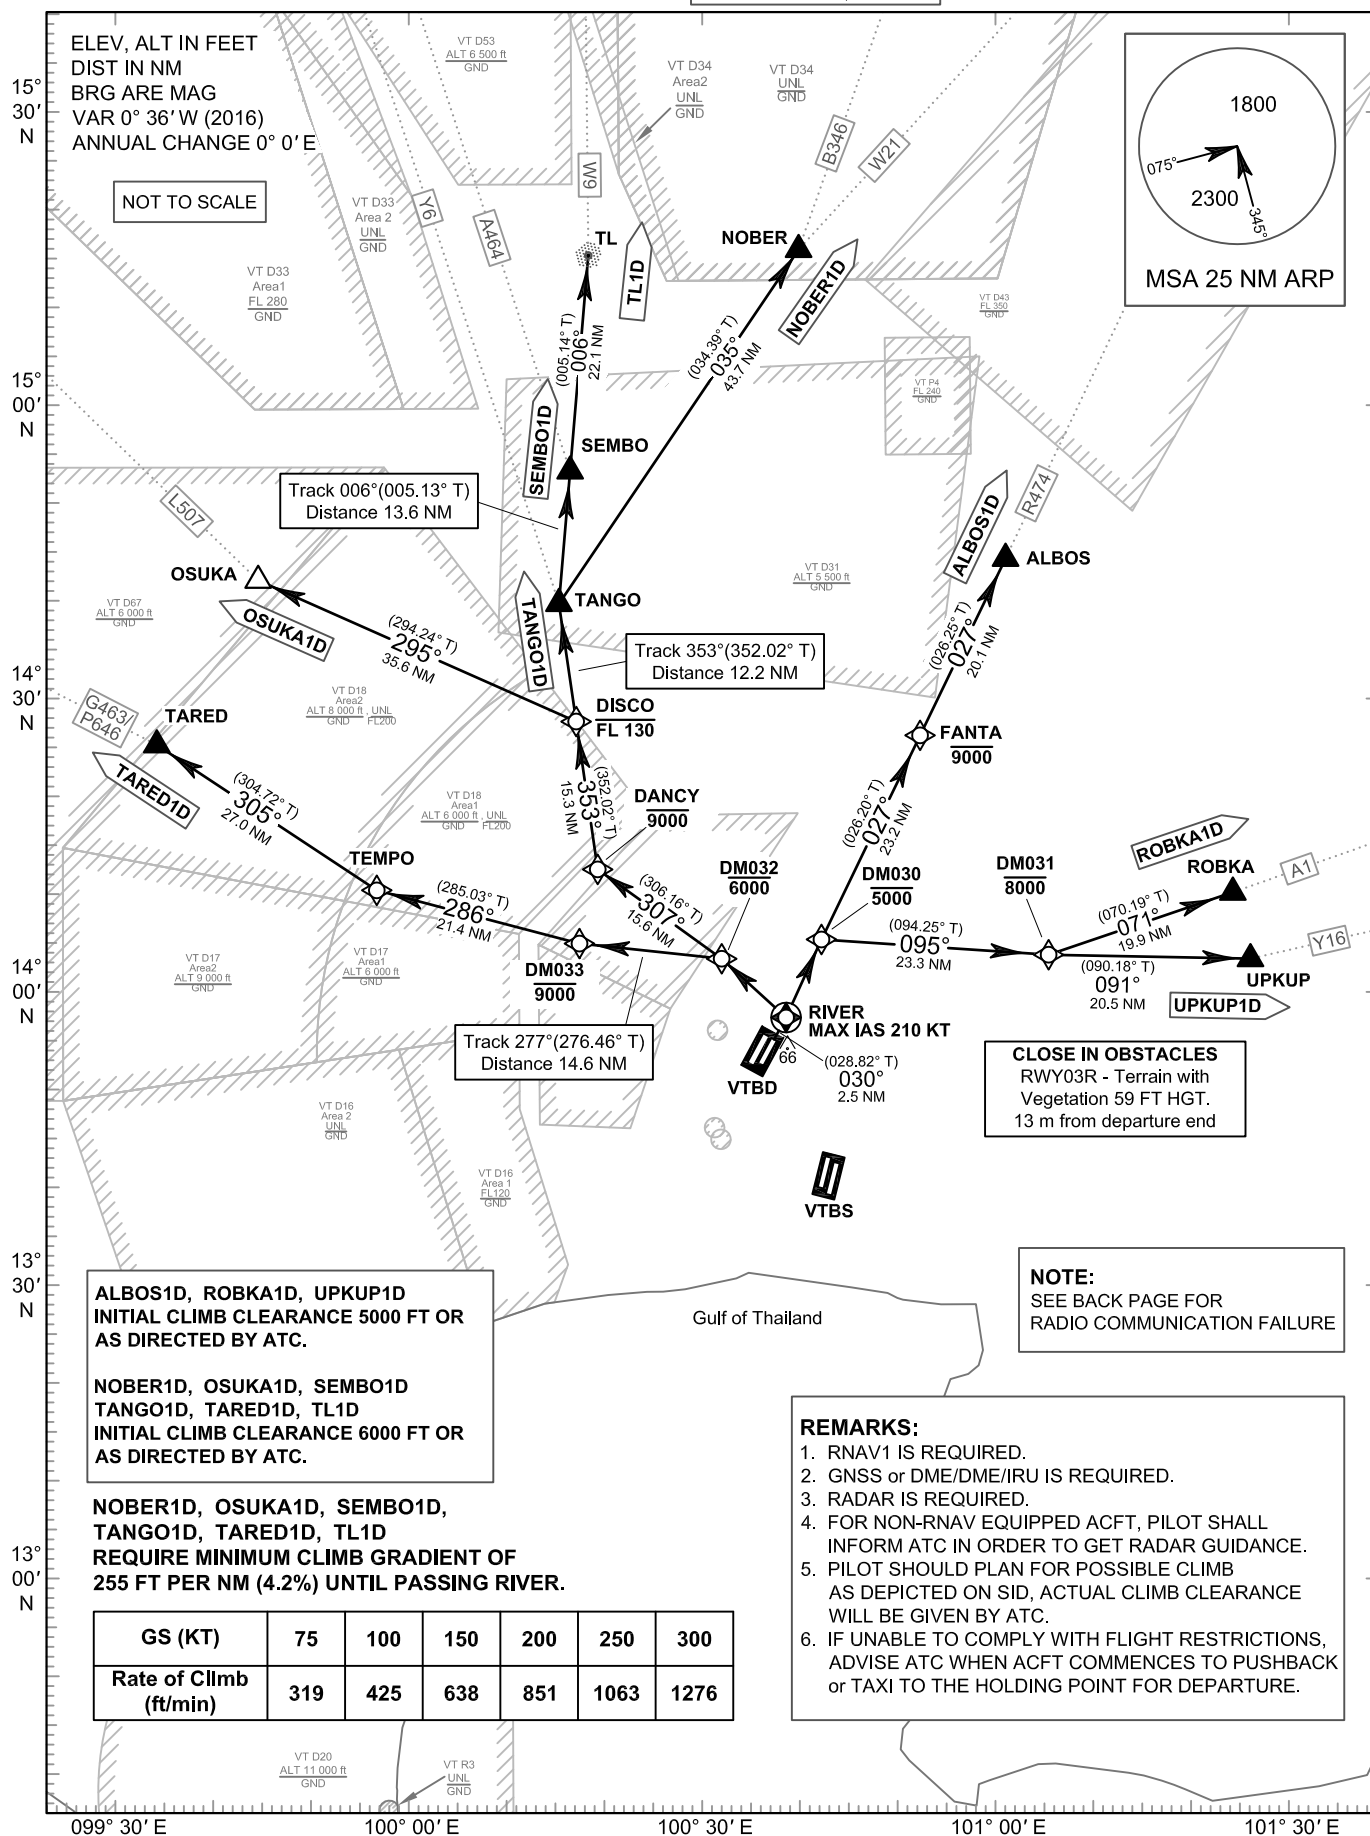 ELEV, ALT IN FEET
DIST IN NM
BRG ARE MAG
VAR 0° 36′ W (2016)
ANNUAL CHANGE 0° 0′ E
NOT TO SCALE
VT D53
ALT 6 500 ft
GND
VT D34
Area2
UNL
GND
VT D34
UNL
GND
B346
W21
W9
Y6
A464
1800
075°
2300
345°
MSA 25 NM ARP
15°
30′
N
VT D33
Area 2
UNL
GND
VT D33
Area1
FL 280
GND
TL
TL1D
NOBER
NOBER1D
VT D43
FL 350
GND
(005.14° T)
006°
22.1 NM
(034.39° T)
035°
43.7 NM
VT P4
FL 240
GND
15°
00′
N
SEMBO1D
SEMBO
Track 006°(005.13° T)
Distance 13.6 NM
L507
R474
ALBOS1D
ALBOS
OSUKA
OSUKA1D
VT D67
ALT 6 000 ft
GND
VT D31
ALT 5 500 ft
GND
TANGO
TANGO1D
(294.24° T)
295°
35.6 NM
Track 353°(352.02° T)
Distance 12.2 NM
(026.25° T)
027°
20.1 NM
14°
30′
N
G463/
P646
TARED
TARED1D
VT D18
Area2
ALT 8 000 ft , UNL
GND FL200
DISCO
FL 130
FANTA
9000
(304.72° T)
305°
27.0 NM
VT D18
Area1
ALT 6 000 ft , UNL
GND FL200
(352.02° T)
353°
15.3 NM
DANCY
9000
(026.20° T)
027°
23.2 NM
TEMPO
DM032
6000
DM030
5000
DM031
8000
ROBKA1D
ROBKA
A1
(285.03° T)
286°
21.4 NM
(306.16° T)
307°
15.6 NM
(094.25° T)
095°
23.3 NM
(070.19° T)
071°
19.9 NM
Y16
(090.18° T)
091°
20.5 NM
UPKUP
UPKUP1D
14°
00′
N
VT D17
Area2
ALT 9 000 ft
GND
VT D17
Area1
ALT 6 000 ft
GND
DM033
9000
Track 277°(276.46° T)
Distance 14.6 NM
RIVER
MAX IAS 210 KT
66
(028.82° T)
030°
2.5 NM
VTBD
CLOSE IN OBSTACLES
RWY03R - Terrain with
Vegetation 59 FT HGT.
13 m from departure end
VT D16
Area 2
UNL
GND
VT D16
Area 1
FL120
GND
VTBS
13°
30′
N
ALBOS1D, ROBKA1D, UPKUP1D
INITIAL CLIMB CLEARANCE 5000 FT OR
AS DIRECTED BY ATC.
NOBER1D, OSUKA1D, SEMBO1D
TANGO1D, TARED1D, TL1D
INITIAL CLIMB CLEARANCE 6000 FT OR
AS DIRECTED BY ATC.
Gulf of Thailand
NOTE:
SEE BACK PAGE FOR
RADIO COMMUNICATION FAILURE
NOBER1D, OSUKA1D, SEMBO1D,
TANGO1D, TARED1D, TL1D
REQUIRE MINIMUM CLIMB GRADIENT OF
255 FT PER NM (4.2%) UNTIL PASSING RIVER.
13°
00′
N
REMARKS:
1. RNAV1 IS REQUIRED.
2. GNSS or DME/DME/IRU IS REQUIRED.
3. RADAR IS REQUIRED.
4. FOR NON-RNAV EQUIPPED ACFT, PILOT SHALL
INFORM ATC IN ORDER TO GET RADAR GUIDANCE.
5. PILOT SHOULD PLAN FOR POSSIBLE CLIMB
AS DEPICTED ON SID, ACTUAL CLIMB CLEARANCE
WILL BE GIVEN BY ATC.
6. IF UNABLE TO COMPLY WITH FLIGHT RESTRICTIONS,
ADVISE ATC WHEN ACFT COMMENCES TO PUSHBACK
or TAXI TO THE HOLDING POINT FOR DEPARTURE.
GS (KT) 75 100 150 200 250 300
Rate of Climb
(ft/min) 319 425 638 851 1063 1276
VT D20
ALT 11 000 ft
GND
VT R3
UNL
GND
099° 30′ E 100° 00′ E 100° 30′ E 101° 00′ E 101° 30′ E